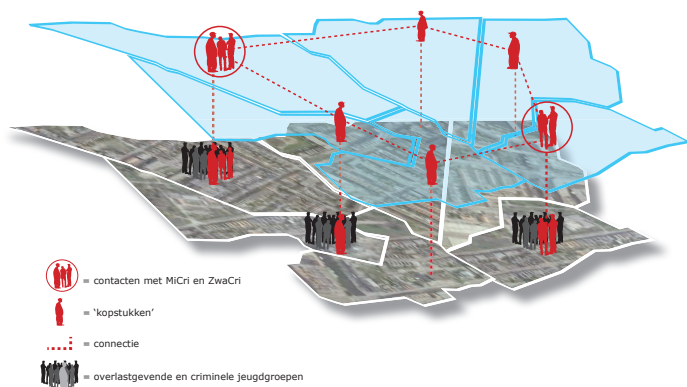 = contacten met MiCri en ZwaCri
= ‘kopstukken’
= connectie
= overlastgevende en criminele jeugdgroepen